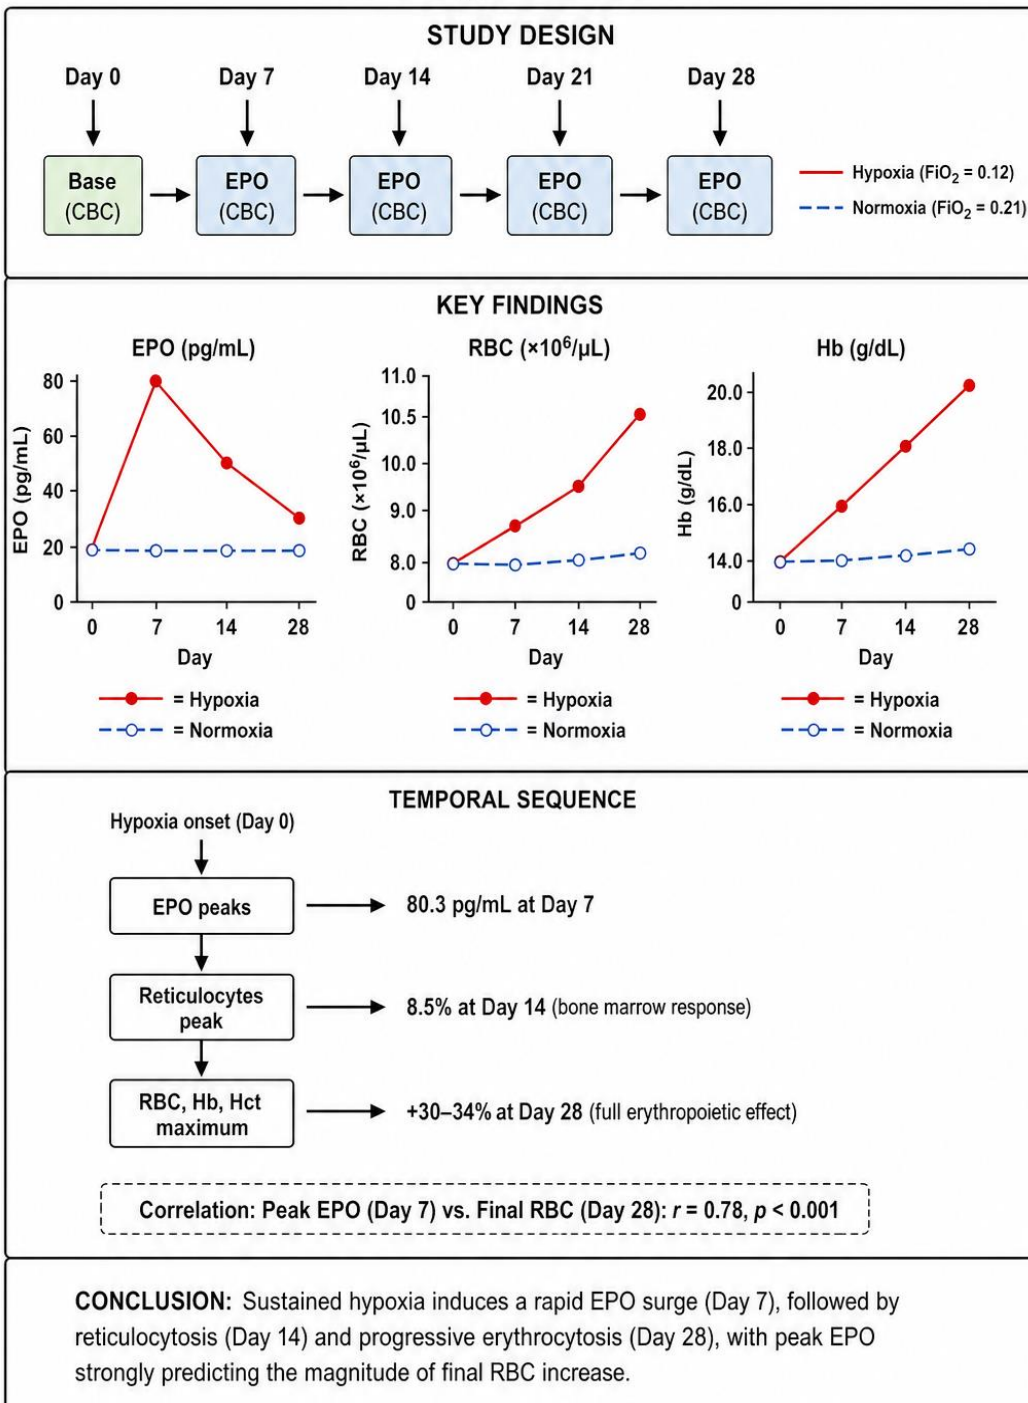 STUDY DESIGN
Day 0 Day 7 Day 14 Day 21 Day 28
Base EPO EPO EPO EPO
(CBC) (CBC) (CBC) (CBC) (CBC)
Hypoxia (FiO₂ = 0.12)
Normoxia (FiO₂ = 0.21)
KEY FINDINGS
EPO (pg/mL)
EPO (pg/mL)
80
60
40
20
0
0 7 14 28
Day
= Hypoxia
= Normoxia
RBC (×10⁶/μL)
RBC (×10⁶/μL)
11.0
10.5
10.0
9.0
8.0
0
0 7 14 28
Day
= Hypoxia
= Normoxia
Hb (g/dL)
Hb (g/dL)
20.0
18.0
16.0
14.0
0
0 7 14 28
Day
= Hypoxia
= Normoxia
TEMPORAL SEQUENCE
Hypoxia onset (Day 0)
EPO peaks
80.3 pg/mL at Day 7
Reticulocytes
peak
8.5% at Day 14 (bone marrow response)
RBC, Hb, Hct
maximum
+30–34% at Day 28 (full erythropoietic effect)
Correlation: Peak EPO (Day 7) vs. Final RBC (Day 28): r = 0.78, p < 0.001
CONCLUSION: Sustained hypoxia induces a rapid EPO surge (Day 7), followed by
reticulocytosis (Day 14) and progressive erythrocytosis (Day 28), with peak EPO
strongly predicting the magnitude of final RBC increase.